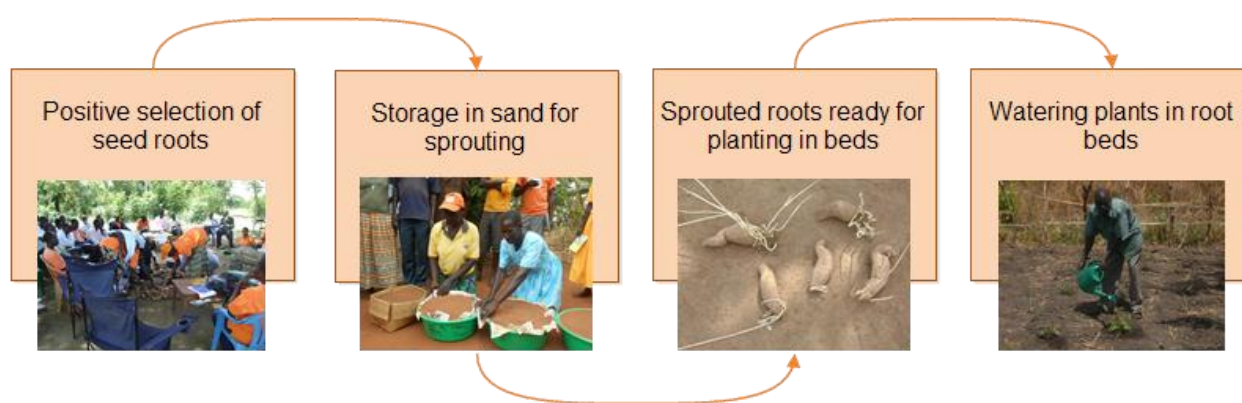 Positive selection of
seed roots
Storage in sand for
sprouting
Sprouted roots ready for
planting in beds
Watering plants in root
beds